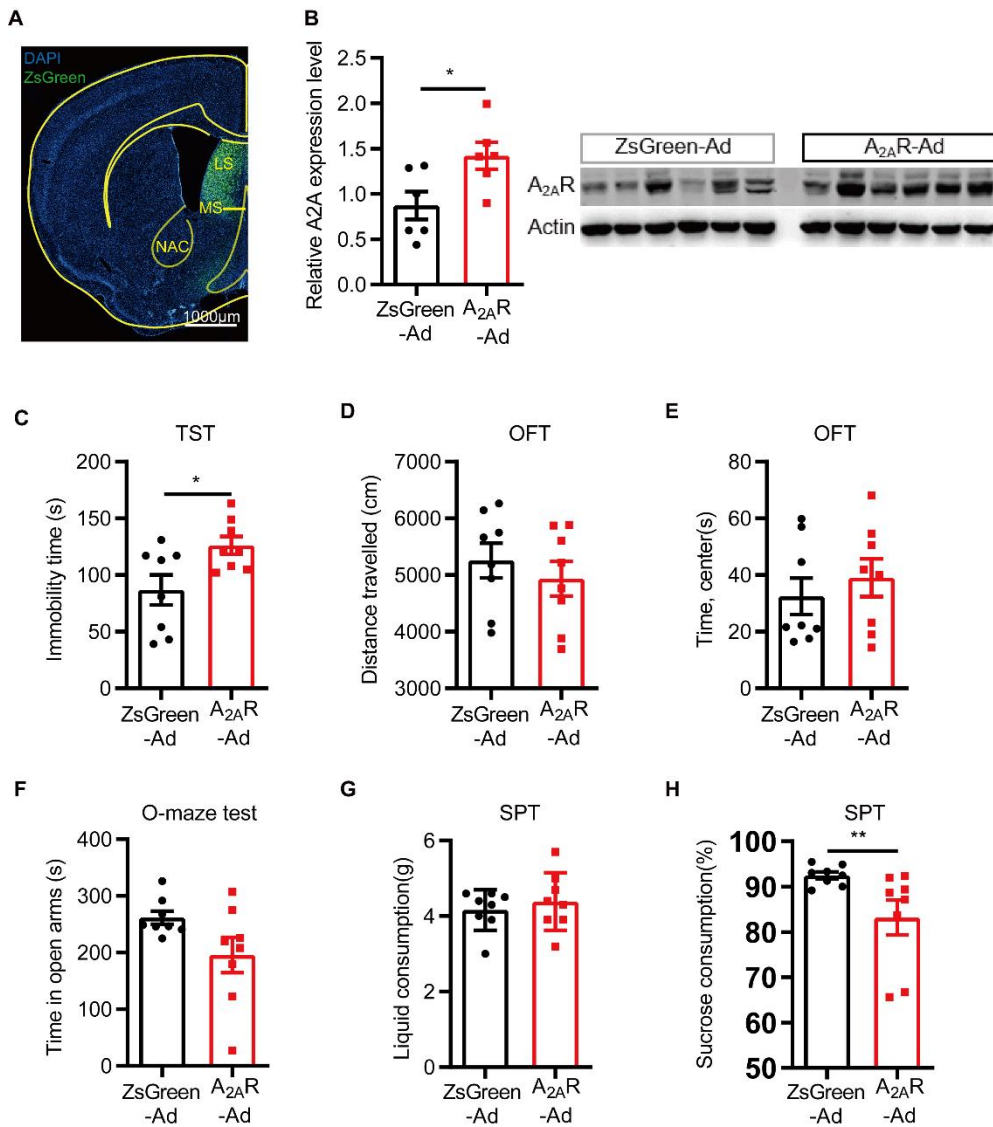 A
DAPI
ZsGreen
LS
MS
NAC
1000μm
B
Relative A2A expression level
2.5
2.0
1.5
1.0
0.5
0.0
*
ZsGreen
-Ad
A2AR
-Ad
ZsGreen-Ad
A2AR-Ad
A2AR
Actin
C
TST
Immobility time (s)
200
150
100
50
0
*
ZsGreen
-Ad
A2AR
-Ad
D
OFT
Distance travelled (cm)
7000
6000
5000
4000
3000
ZsGreen
-Ad
A2AR
-Ad
E
OFT
Time, center(s)
80
60
40
20
0
ZsGreen
-Ad
A2AR
-Ad
F
O-maze test
Time in open arms (s)
400
300
200
100
0
ZsGreen
-Ad
A2AR
-Ad
G
SPT
Liquid consumption(g)
6
4
2
0
ZsGreen
-Ad
A2AR
-Ad
H
SPT
Sucrose consumption(%)
100
90
80
70
60
50
**
ZsGreen
-Ad
A2AR
-Ad